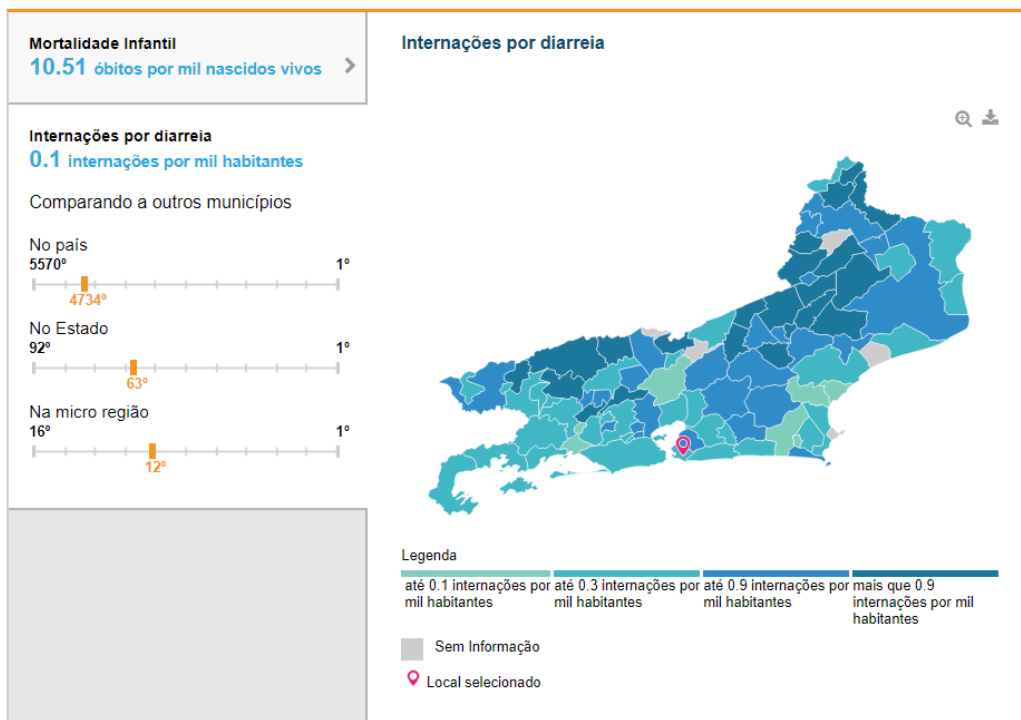 Mortalidade Infantil
10.51 óbitos por mil nascidos vivos
Internações por diarreia
0.1 internações por mil habitantes
Comparando a outros municípios
No país
5570º 1º
4734º
No Estado
92º 1º
63º
Na micro região
16º 1º
12º
Internações por diarreia
Legenda
até 0.1 internações por mil habitantes
até 0.3 internações por mil habitantes
até 0.9 internações por mil habitantes
mais que 0.9 internações por mil habitantes
Sem Informação
Local selecionado